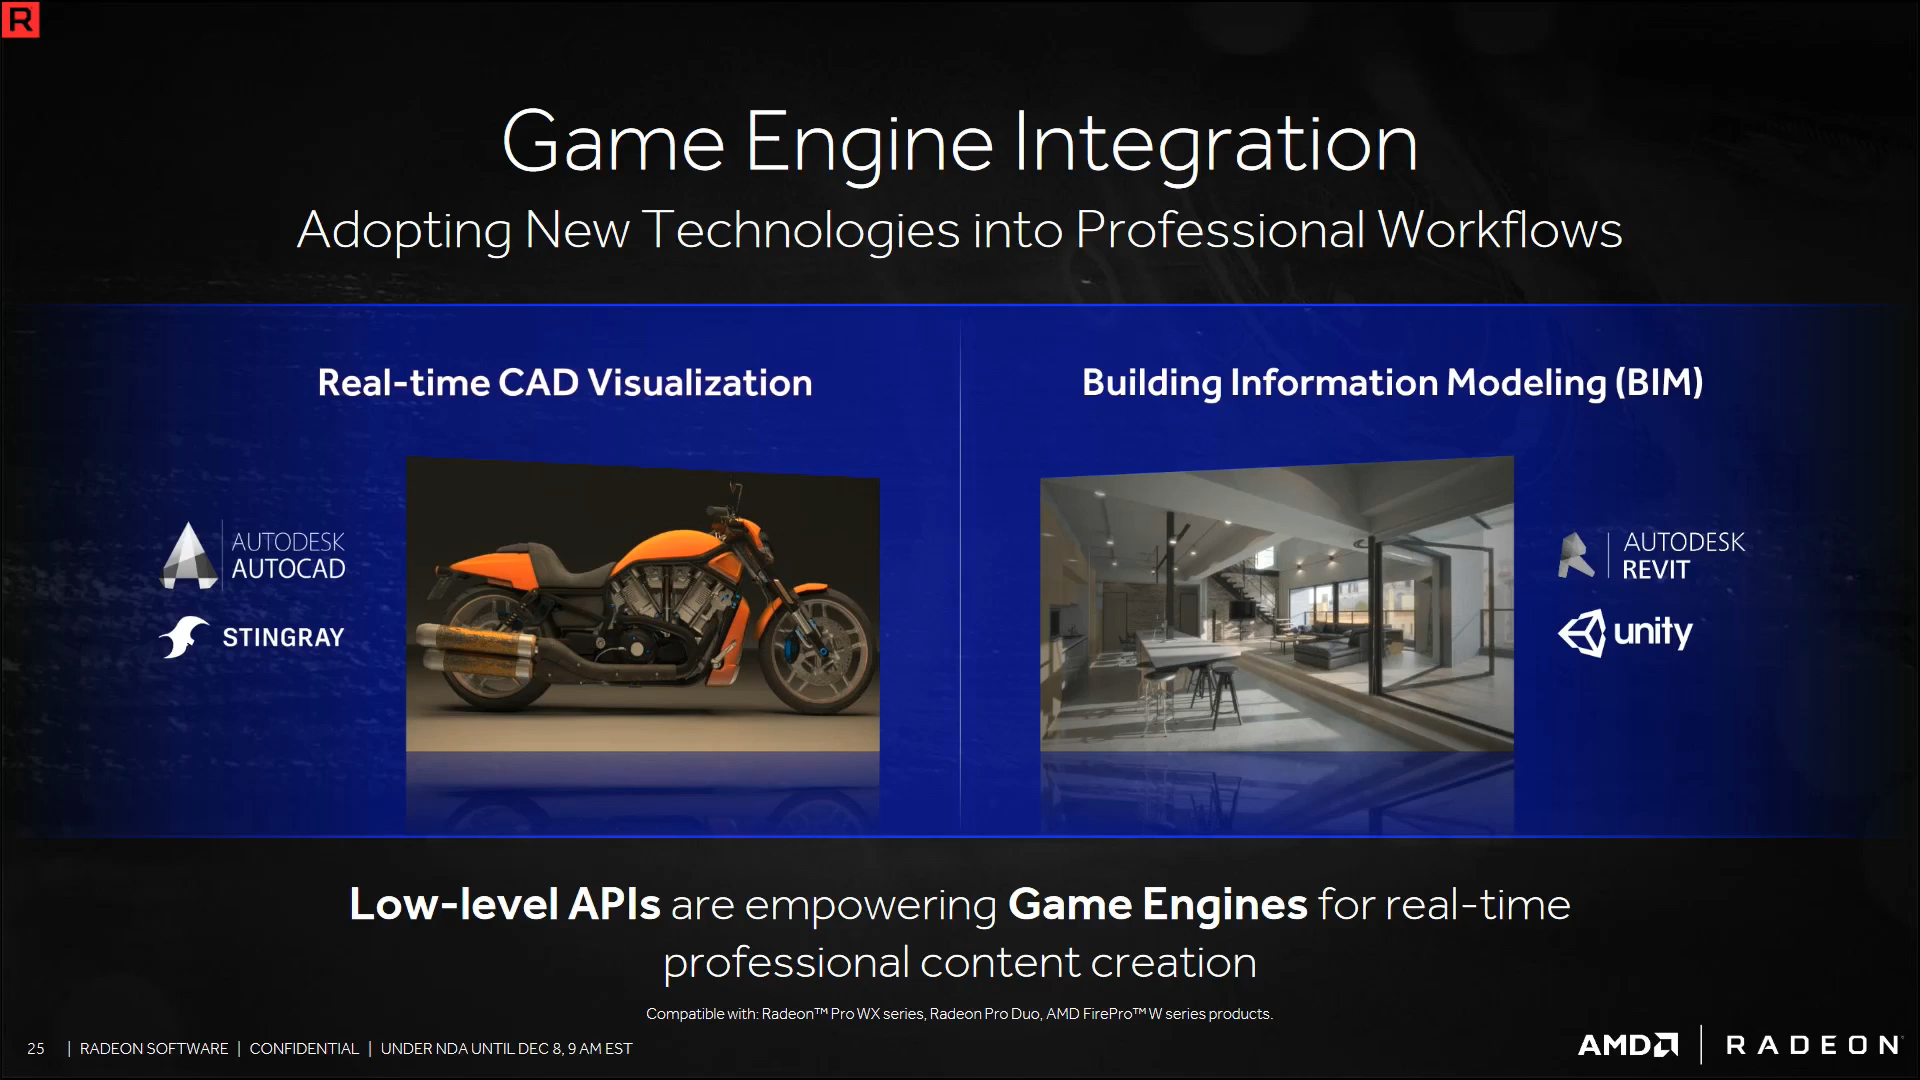 R
Game Engine Integration
Adopting New Technologies into Professional Workflows
Real-time CAD Visualization
AUTODESK
AUTOCAD
STINGRAY
Building Information Modeling (BIM)
AUTODESK
REVIT
unity
Low-level APIs are empowering Game Engines for real-time
professional content creation
Compatible with: Radeon™ Pro WX series, Radeon Pro Duo, AMD FirePro™ W series products.
25 | RADEON SOFTWARE | CONFIDENTIAL | UNDER NDA UNTIL DEC 8, 9 AM EST
AMD | RADEON